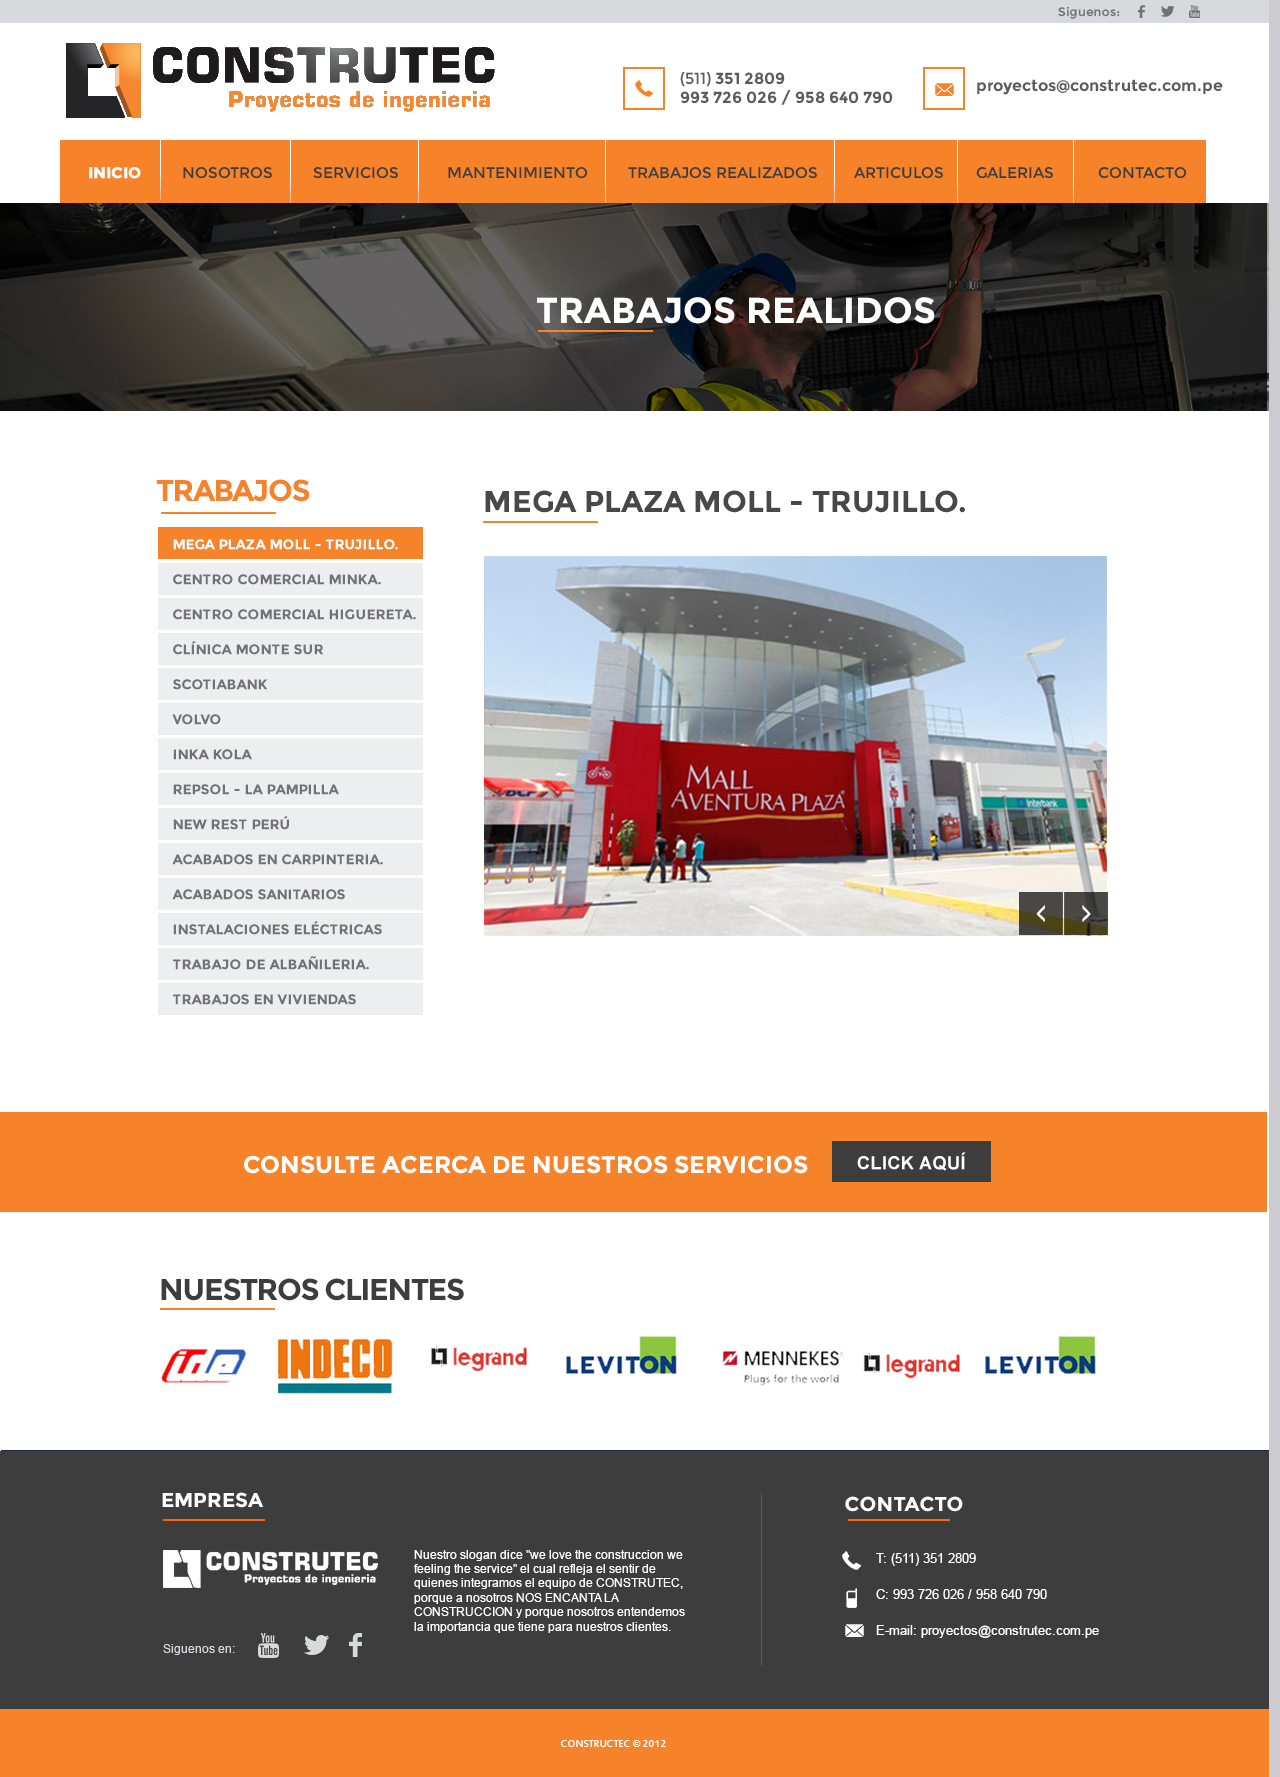 Siguenos:
CONSTRUTEC
Proyectos de ingenieria
(511) 351 2809
993 726 026 / 958 640 790
proyectos@construtec.com.pe
INICIO
NOSOTROS
SERVICIOS
MANTENIMIENTO
TRABAJOS REALIZADOS
ARTICULOS
GALERIAS
CONTACTO
TRABAJOS REALIDOS
TRABAJOS
MEGA PLAZA MOLL - TRUJILLO.
CENTRO COMERCIAL MINKA.
CENTRO COMERCIAL HIGUERETA.
CLÍNICA MONTE SUR
SCOTIABANK
VOLVO
INKA KOLA
REPSOL - LA PAMPILLA
NEW REST PERÚ
ACABADOS EN CARPINTERIA.
ACABADOS SANITARIOS
INSTALACIONES ELÉCTRICAS
TRABAJO DE ALBAÑILERIA.
TRABAJOS EN VIVIENDAS
MEGA PLAZA MOLL - TRUJILLO.
MALL
AVENTURA PLAZA
Interbank
CONSULTE ACERCA DE NUESTROS SERVICIOS
CLICK AQUÍ
NUESTROS CLIENTES
INDECO
legrand
LEVITON
MENNEKES
Plugs for the world
legrand
LEVITON
EMPRESA
CONSTRUTEC
Proyectos de ingenieria
Nuestro slogan dice "we love the construccion we
feeling the service" el cual refleja el sentir de
quienes integramos el equipo de CONSTRUTEC,
porque a nosotros NOS ENCANTA LA
CONSTRUCCION y porque nosotros entendemos
la importancia que tiene para nuestros clientes.
Siguenos en:
You
Tube
CONTACTO
T: (511) 351 2809
C: 993 726 026 / 958 640 790
E-mail: proyectos@construtec.com.pe
CONSTRUCTEC © 2012